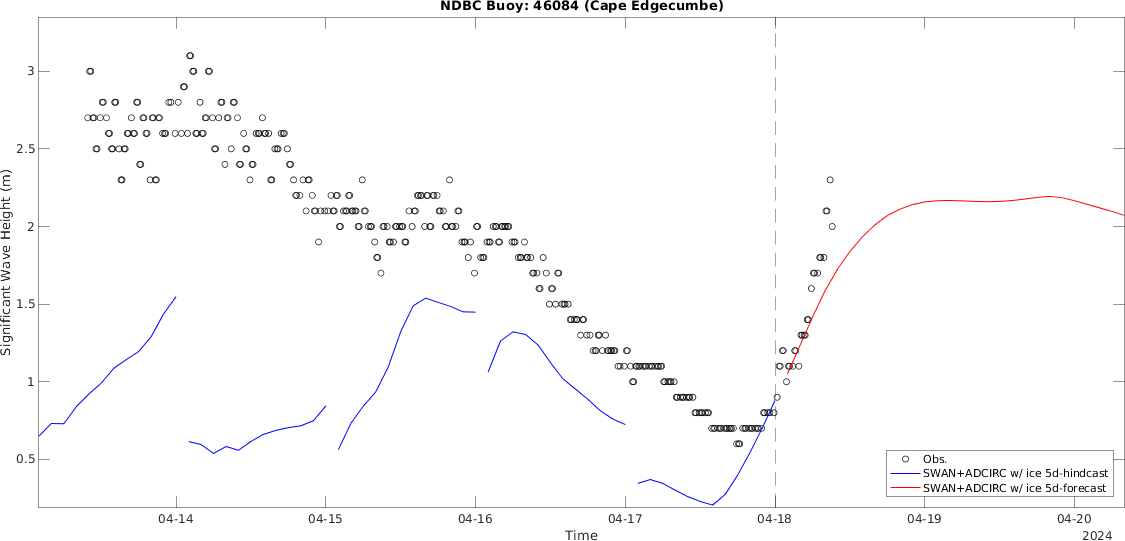 NDBC Buoy: 46084 (Cape Edgecumbe)
3
2.5
2
1.5
1
0.5
Significant Wave Height (m)
Obs.
SWAN+ADCIRC w/ ice 5d-hindcast
SWAN+ADCIRC w/ ice 5d-forecast
04-14
04-15
04-16
04-17
04-18
04-19
04-20
Time
2024